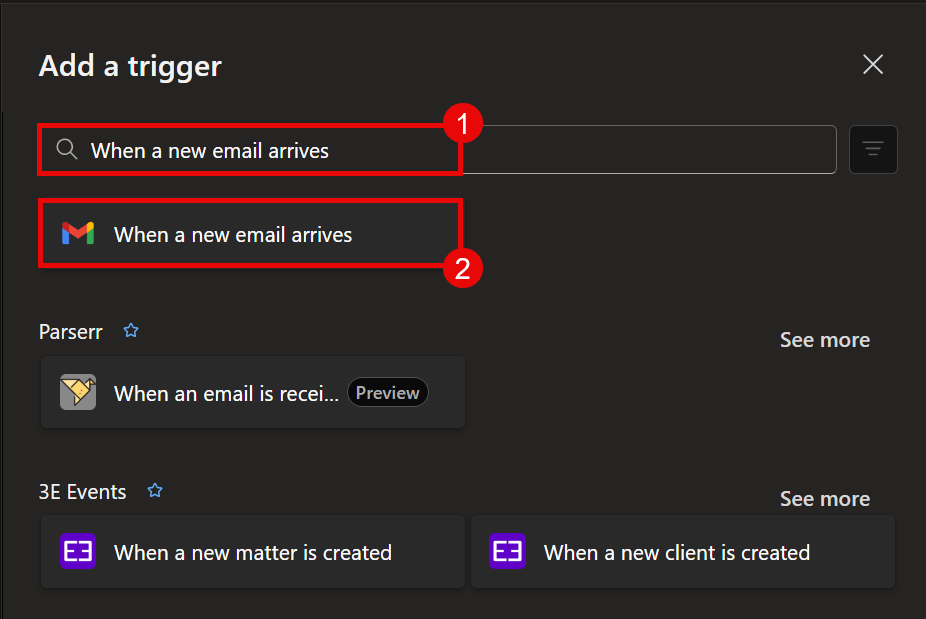 Add a trigger
1
When a new email arrives
When a new email arrives
2
Parserr
See more
When an email is recei... Preview
3E Events
See more
When a new matter is created
When a new client is created